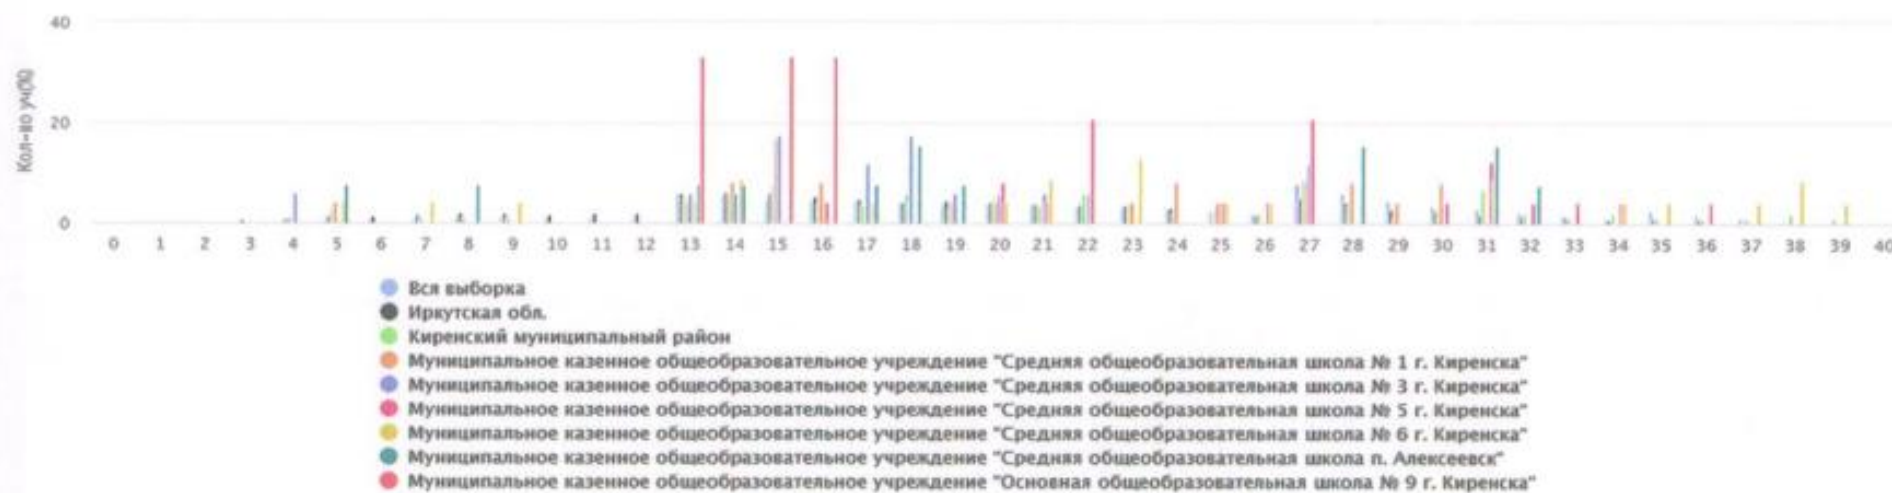 40
Кол-во уч(%)
20
0
0 1 2 3 4 5 6 7 8 9 10 11 12 13 14 15 16 17 18 19 20 21 22 23 24 25 26 27 28 29 30 31 32 33 34 35 36 37 38 39 40
Вся выборка
Иркутская обл.
Киренский муниципальный район
Муниципальное казенное общеобразовательное учреждение "Средняя общеобразовательная школа № 1 г. Киренска"
Муниципальное казенное общеобразовательное учреждение "Средняя общеобразовательная школа № 3 г. Киренска"
Муниципальное казенное общеобразовательное учреждение "Средняя общеобразовательная школа № 5 г. Киренска"
Муниципальное казенное общеобразовательное учреждение "Средняя общеобразовательная школа № 6 г. Киренска"
Муниципальное казенное общеобразовательное учреждение "Средняя общеобразовательная школа п. Алексеевск"
Муниципальное казенное общеобразовательное учреждение "Основная общеобразовательная школа № 9 г. Киренска"